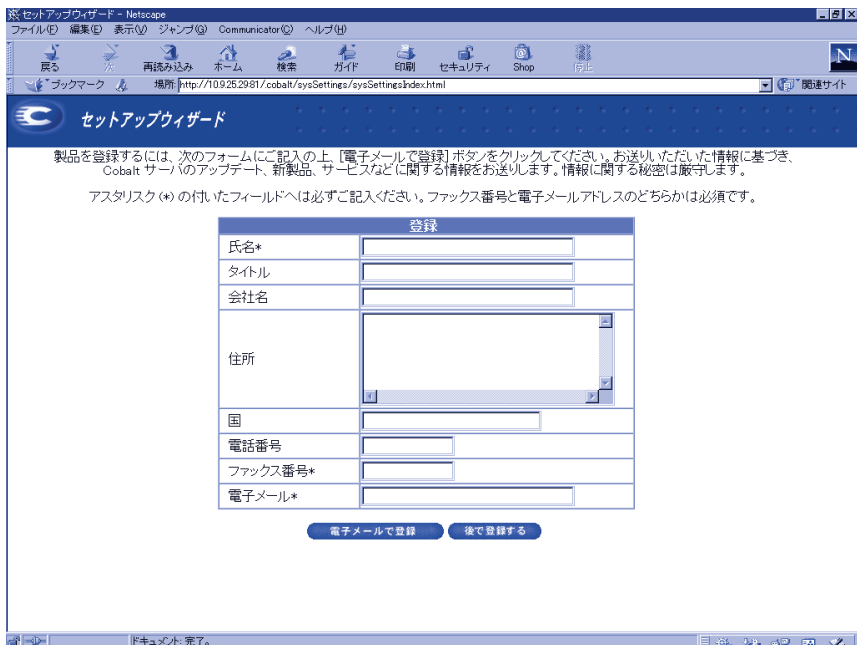 セットアップウィザード - Netscape
ファイル(F) 編集(E) 表示(V) ジャンプ(G) Communicator(C) ヘルプ(H)
戻る 次 再読み込み ホーム 検索 ガイド 印刷 セキュリティ Shop 停止
ブックマーク 場所: http://10.9.25.29:81/.cobalt/sysSettings/sysSettingsIndex.html 関連サイト
セットアップウィザード
製品を登録するには、次のフォームにご記入の上、[電子メールで登録] ボタンをクリックしてください。お送りいただいた情報に基づき、
Cobalt サーバのアップデート、新製品、サービスなどに関する情報をお送りします。情報に関する秘密は厳守します。
アスタリスク (*) の付いたフィールドへは必ずご記入ください。ファックス番号と電子メールアドレスのどちらかは必須です。
登録
氏名*
タイトル
会社名
住所
国
電話番号
ファックス番号*
電子メール*
電子メールで登録 後で登録する
ドキュメント: 完了。